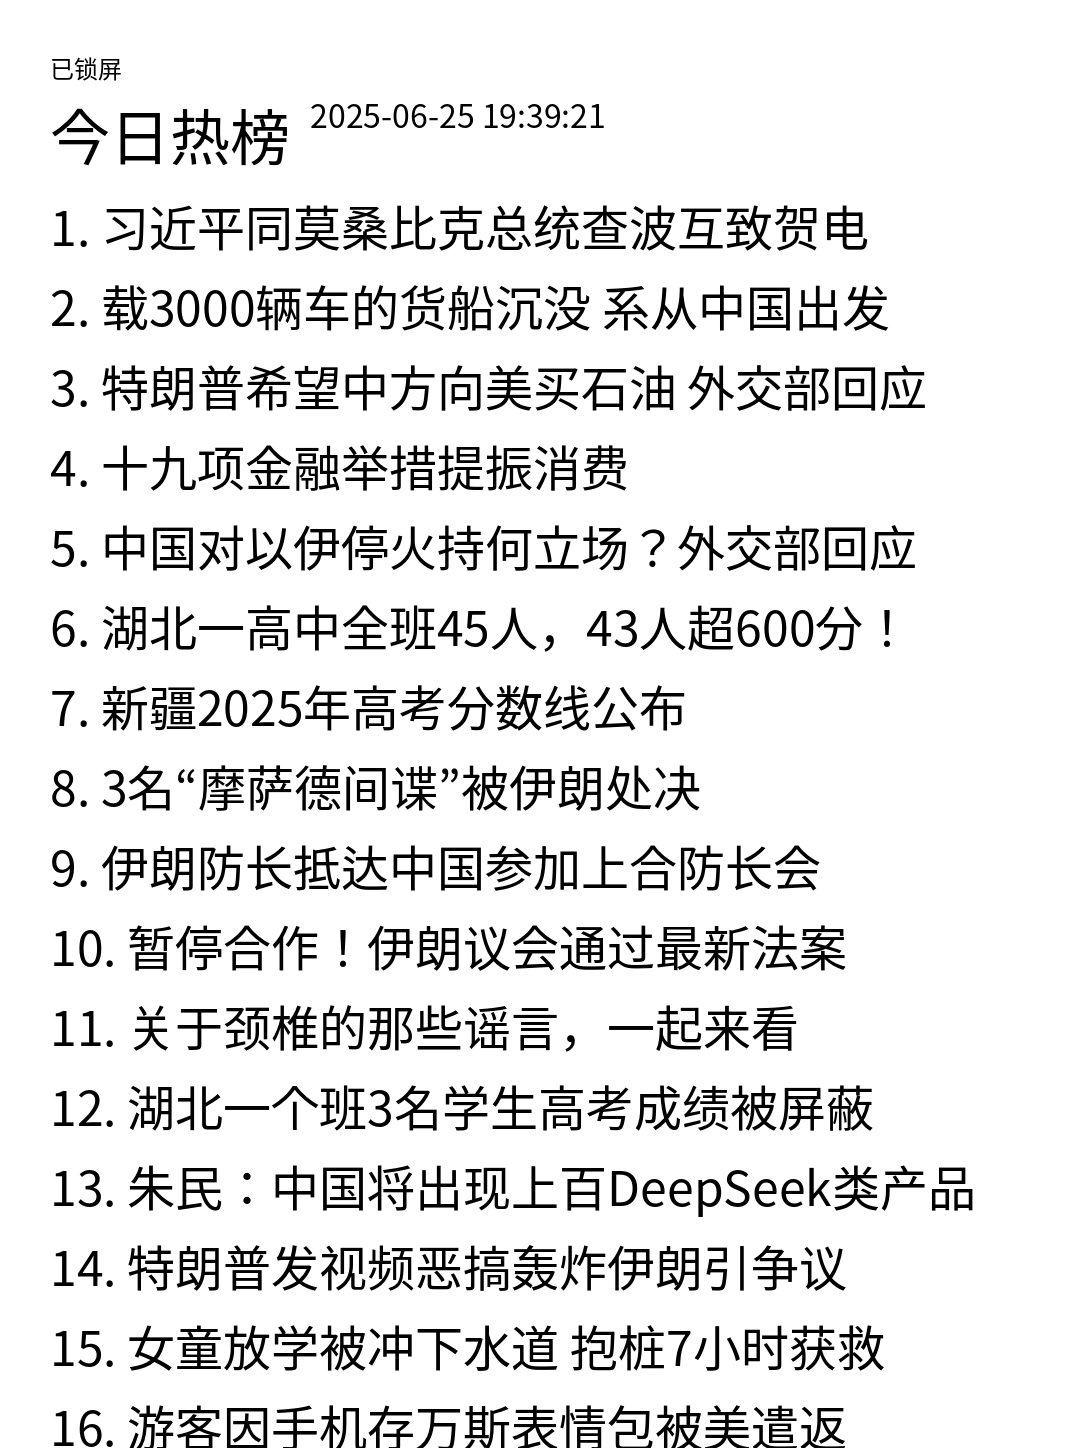 已锁屏
今日热榜 2025-06-25 19:39:21
1. 习近平同莫桑比克总统查波互致贺电
2. 载3000辆车的货船沉没 系从中国出发
3. 特朗普希望中方向美买石油 外交部回应
4. 十九项金融举措提振消费
5. 中国对以伊停火持何立场？外交部回应
6. 湖北一高中全班45人，43人超600分！
7. 新疆2025年高考分数线公布
8. 3名“摩萨德间谍”被伊朗处决
9. 伊朗防长抵达中国参加上合防长会
10. 暂停合作！伊朗议会通过最新法案
11. 关于颈椎的那些谣言，一起来看
12. 湖北一个班3名学生高考成绩被屏蔽
13. 朱民：中国将出现上百DeepSeek类产品
14. 特朗普发视频恶搞轰炸伊朗引争议
15. 女童放学被冲下水道 抱桩7小时获救
16. 游客因手机存万斯表情包被美遣返